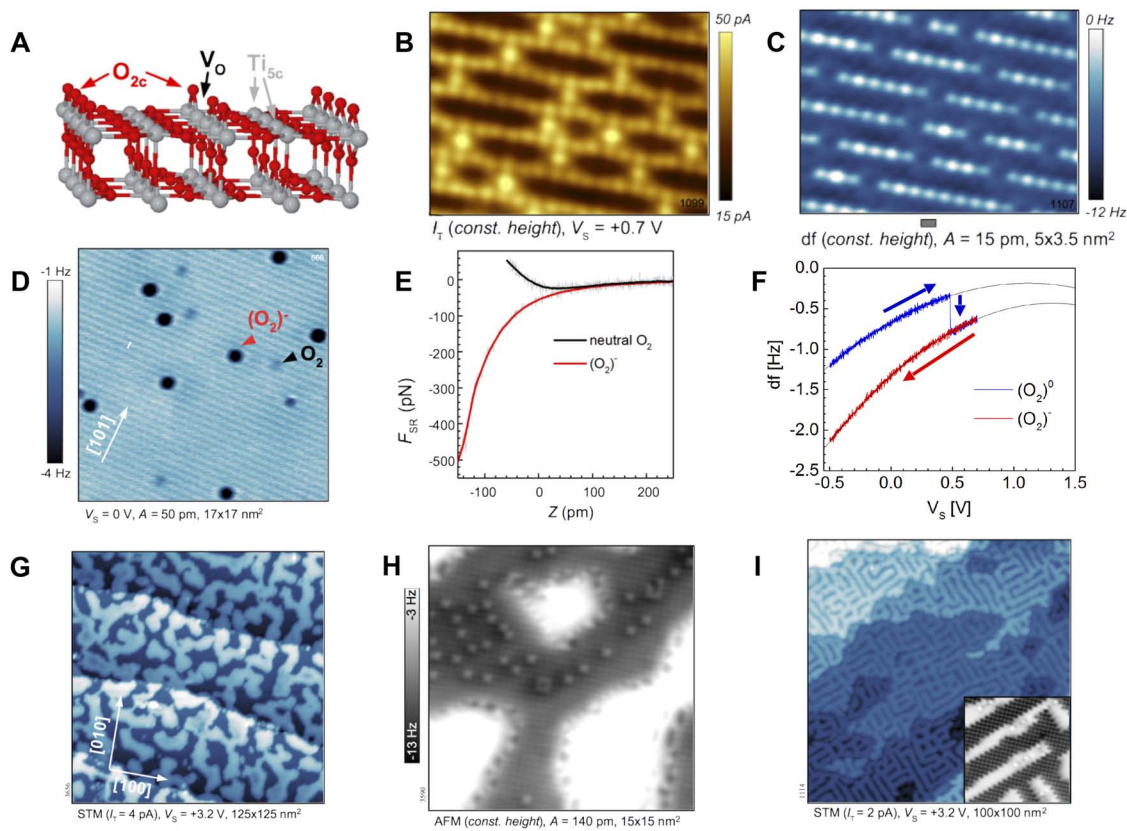 A
O2c
VO
Ti5c
B
50 pA
15 pA
1099
IT (const. height), VS = +0.7 V
C
0 Hz
-12 Hz
1107
df (const. height), A = 15 pm, 5x3.5 nm2
D
-1 Hz
-4 Hz
666
(O2)-
O2
[101]
VS = 0 V, A = 50 pm, 17x17 nm2
E
FSR (pN)
0
-100
-200
-300
-400
-500
neutral O2
(O2)-
-100 0 100 200
Z (pm)
F
df [Hz]
0.0
-0.5
-1.0
-1.5
-2.0
-2.5
(O2)0
(O2)-
-0.5 0.0 0.5 1.0 1.5
VS [V]
G
[010]
[100]
3656
STM (IT = 4 pA), VS = +3.2 V, 125x125 nm2
H
-3 Hz
-13 Hz
3590
AFM (const. height), A = 140 pm, 15x15 nm2
I
1114
STM (IT = 2 pA), VS = +3.2 V, 100x100 nm2